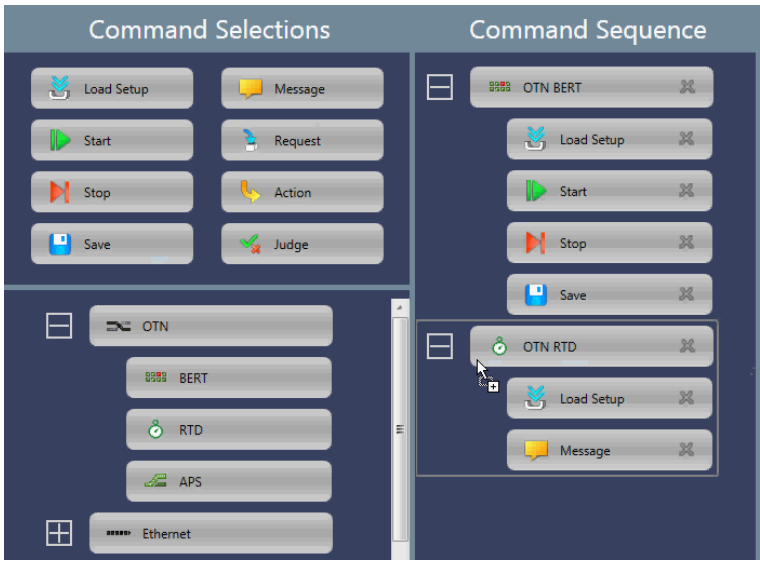 Command Selections
Load Setup
Message
Start
Request
Stop
Action
Save
Judge
OTN
BERT
RTD
APS
Ethernet
Command Sequence
OTN BERT
Load Setup
Start
Stop
Save
OTN RTD
Load Setup
Message